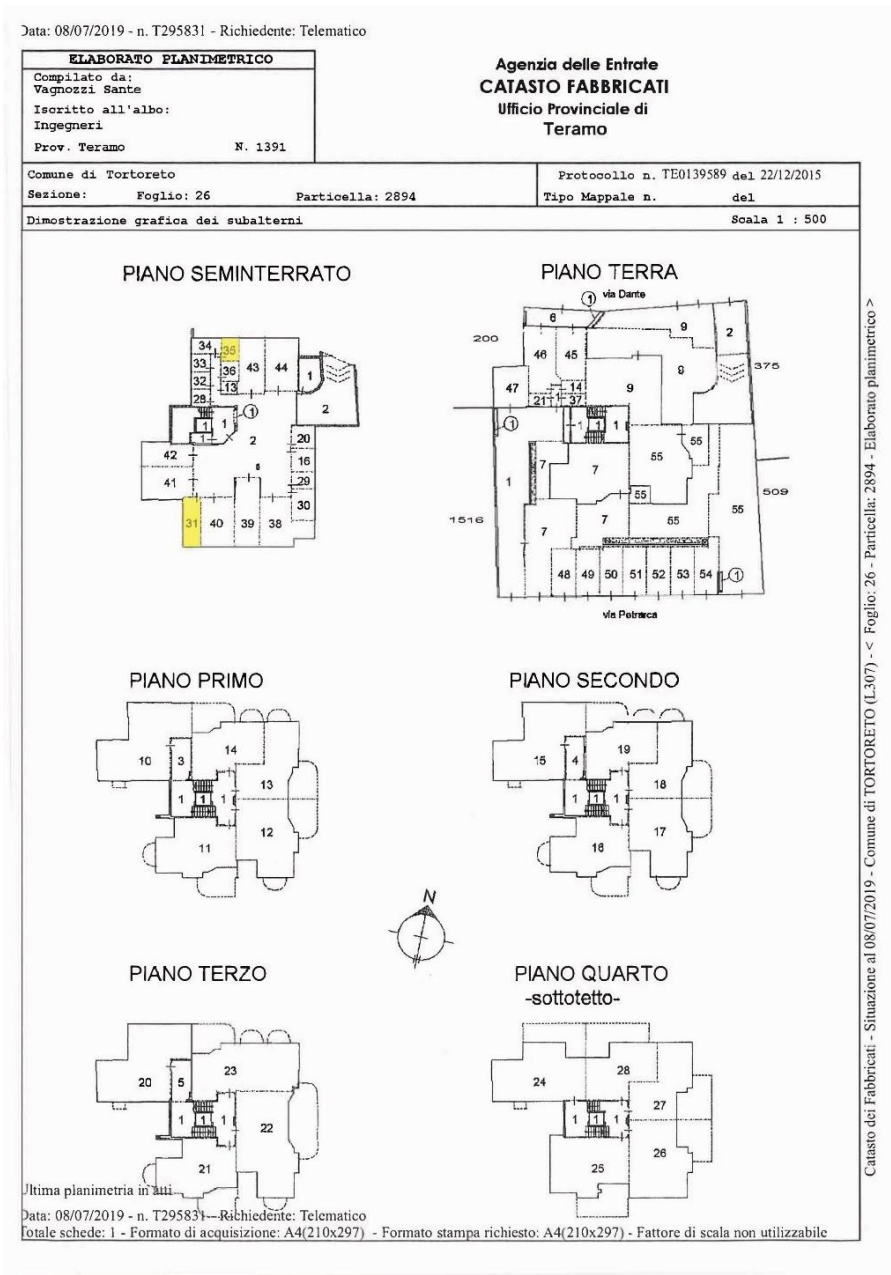 Data: 08/07/2019 - n. T295831 - Richiedente: Telematico
ELABORATO PLANIMETRICO
Compilato da:
Vagnozzi Sante
Iscritto all'albo:
Ingegneri
Prov. Teramo N. 1391
Agenzia delle Entrate
CATASTO FABBRICATI
Ufficio Provinciale di
Teramo
Comune di Tortoreto
Sezione: Foglio: 26 Particella: 2894
Protocollo n. TE0139589 del 22/12/2015
Tipo Mappale n. del
Dimostrazione grafica dei subalterni Scala 1 : 500
PIANO SEMINTERRATO
34 35
33 36 43 44
32 13 1
28 1 2
1 1
1 2
42 20
16
41 29
30
31 40 39 38
PIANO TERRA
1 via Dante
6 9 2
200 46 45
9 375
47 14 9
21 1 37
1 1 1 1
55
7 7 55
1 55 509
1516 7 7 55 55
48 49 50 51 52 53 54 1
via Petrarca
PIANO PRIMO
10 3 14
13
1 1 1
12
11
PIANO SECONDO
15 4 19
18
1 1 1
17
16
N
PIANO TERZO
20 5 23
1 1 1
22
21
PIANO QUARTO
-sottotetto-
24 28
27
1 1 1
26
25
Ultima planimetria in atti
Data: 08/07/2019 - n. T295831 - Richiedente: Telematico
Totale schede: 1 - Formato di acquisizione: A4(210x297) - Formato stampa richiesto: A4(210x297) - Fattore di scala non utilizzabile
Catasto dei Fabbricati - Situazione al 08/07/2019 - Comune di TORTORETO (L307) - < Foglio: 26 - Particella: 2894 - Elaborato planimetrico >